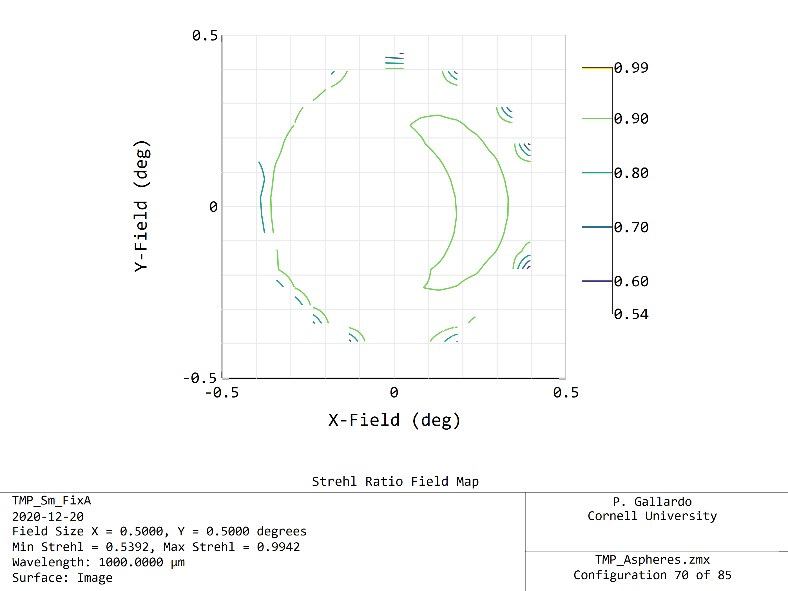 0.5
0
-0.5
-0.5
0
0.5
Y-Field (deg)
X-Field (deg)
0.99
0.90
0.80
0.70
0.60
0.54
Strehl Ratio Field Map
TMP_Sm_FixA
2020-12-20
Field Size X = 0.5000, Y = 0.5000 degrees
Min Strehl = 0.5392, Max Strehl = 0.9942
Wavelength: 1000.0000 µm
Surface: Image
P. Gallardo
Cornell University
TMP_Aspheres.zmx
Configuration 70 of 85